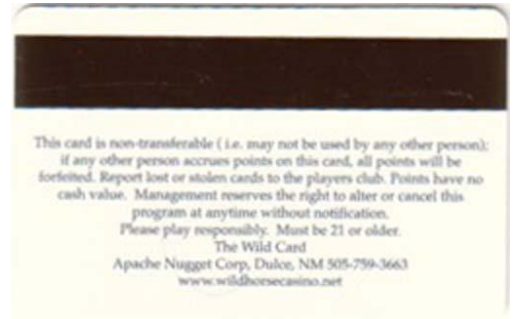 This card is non-transferable ( i.e. may not be used by any other person);
if any other person accrues points on this card, all points will be
forfeited. Report lost or stolen cards to the players club. Points have no
cash value. Management reserves the right to alter or cancel this
program at anytime without notification.
Please play responsibly. Must be 21 or older.
The Wild Card
Apache Nugget Corp, Dulce, NM 505-759-3663
www.wildhorsecasino.net